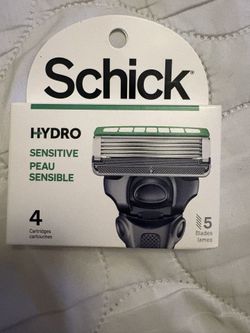 Schick
HYDRO
SENSITIVE
PEAU
SENSIBLE
4
Cartridges
cartouches
5
Blades
lames